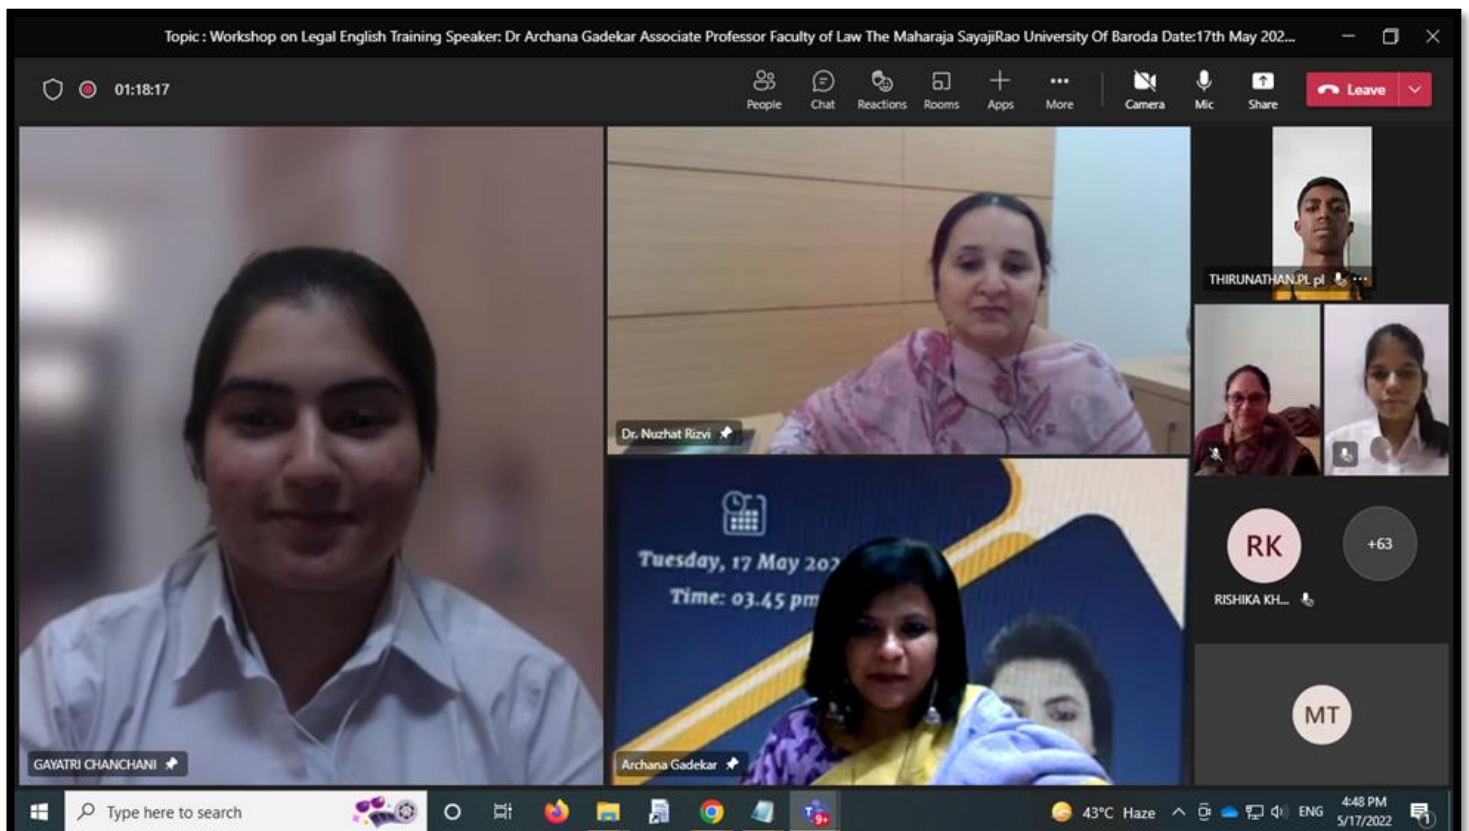 Topic : Workshop on Legal English Training Speaker: Dr Archana Gadekar Associate Professor Faculty of Law The Maharaja SayajiRao University Of Baroda Date:17th May 202...
01:18:17
People
Chat
Reactions
Rooms
Apps
More
Camera
Mic
Share
Leave
THIRUNATHAN.PL pl
Dr. Nuzhat Rizvi
Tuesday, 17 May 202
Time: 03.45 pm
RK
+63
RISHIKA KH...
MT
GAYATRI CHANCHANI
Archana Gadekar
Type here to search
9+
43°C Haze
ENG
4:48 PM
5/17/2022
1